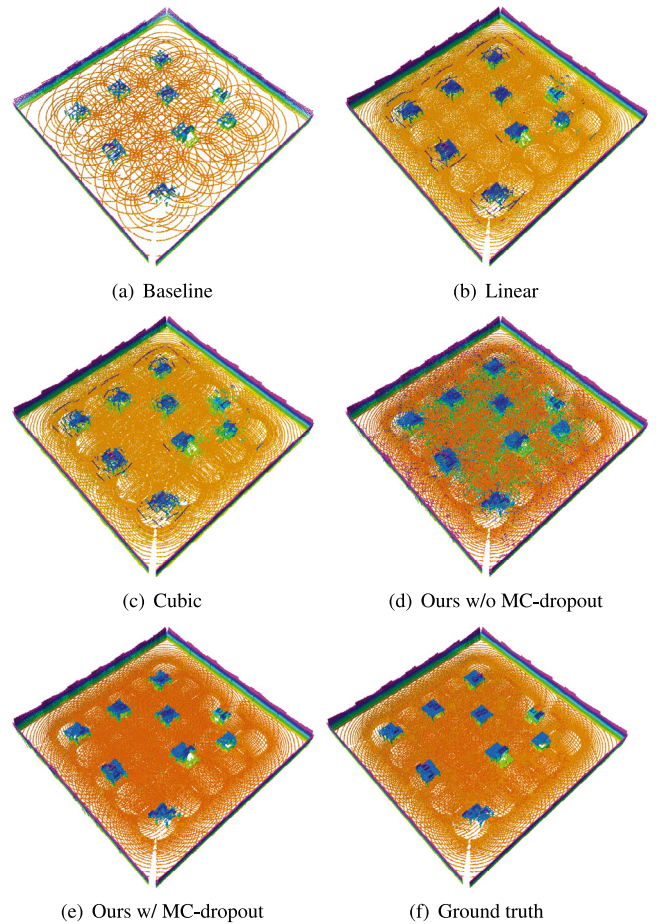 (a) Baseline
(b) Linear
(c) Cubic
(d) Ours w/o MC-dropout
(e) Ours w/ MC-dropout
(f) Ground truth